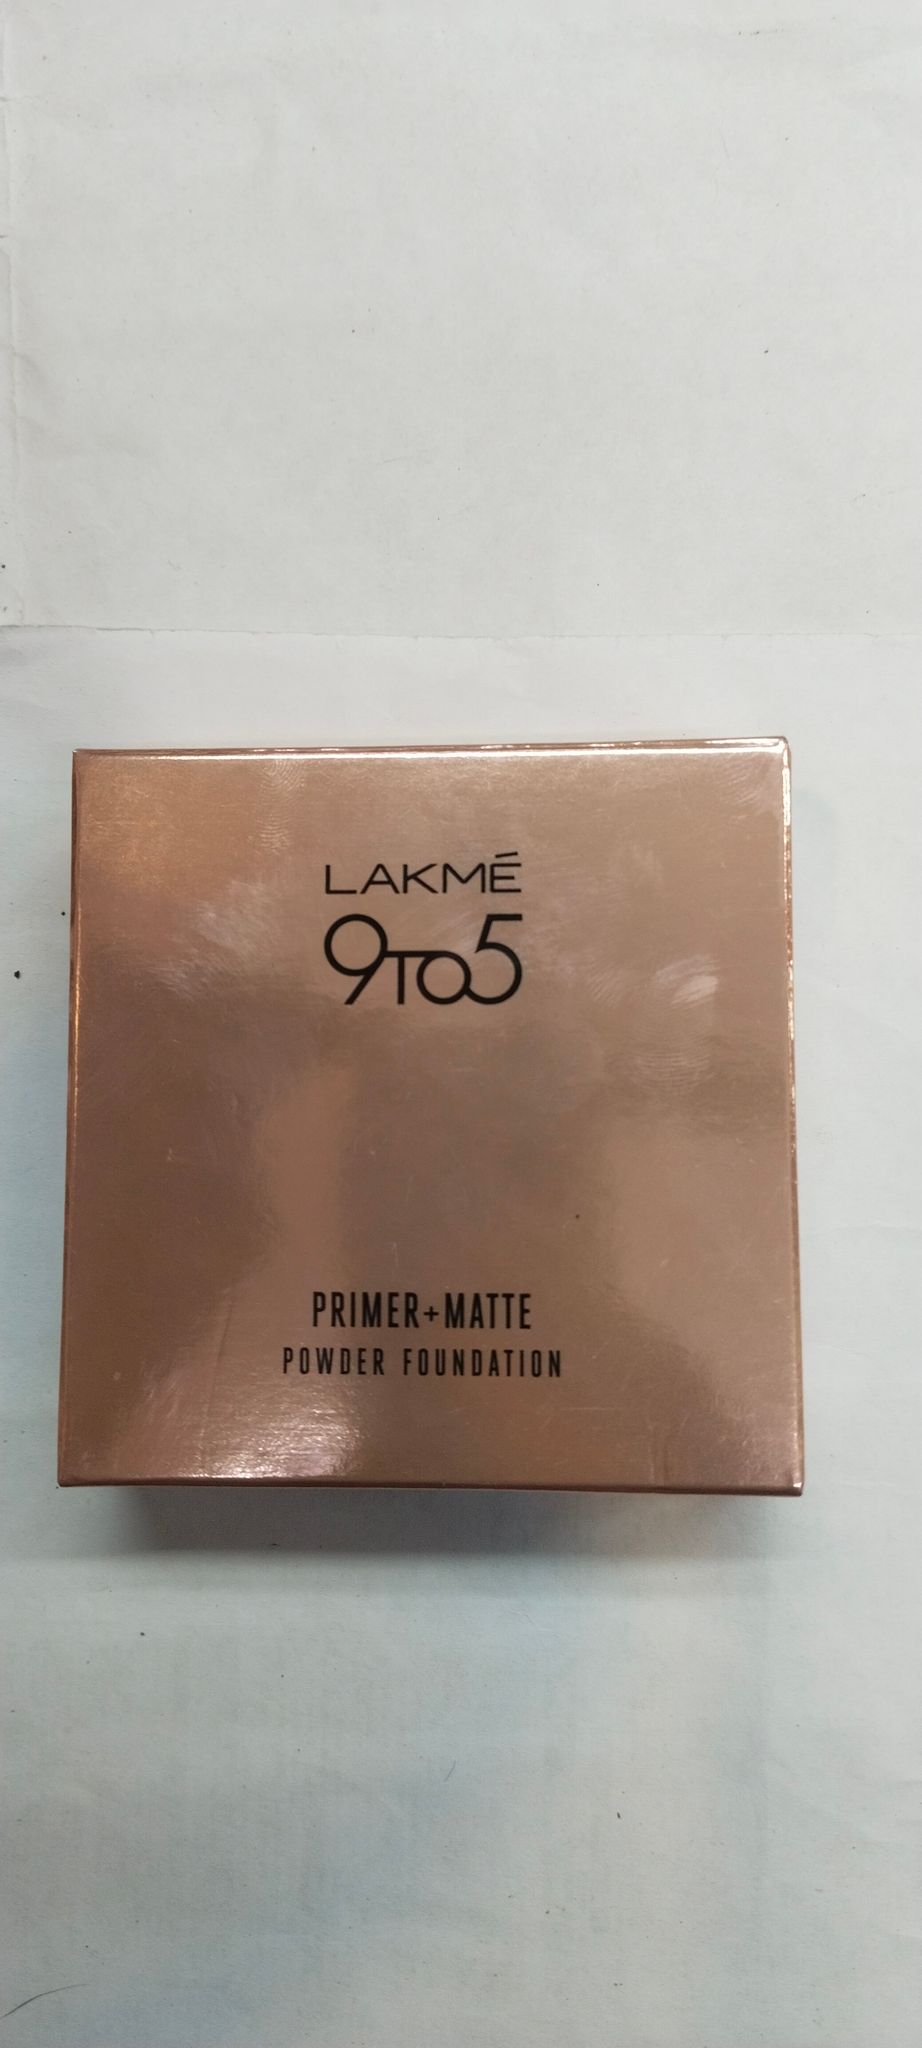 LAKMÉ
9TO5
PRIMER+MATTE
POWDER FOUNDATION